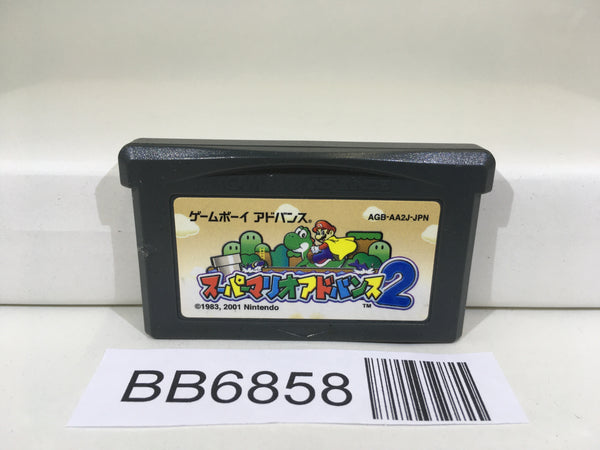 ゲームボーイ アドバンス®
AGB-AA2J-JPN
スーパーマリオアドバンス2
™
©1983, 2001 Nintendo
BB6858